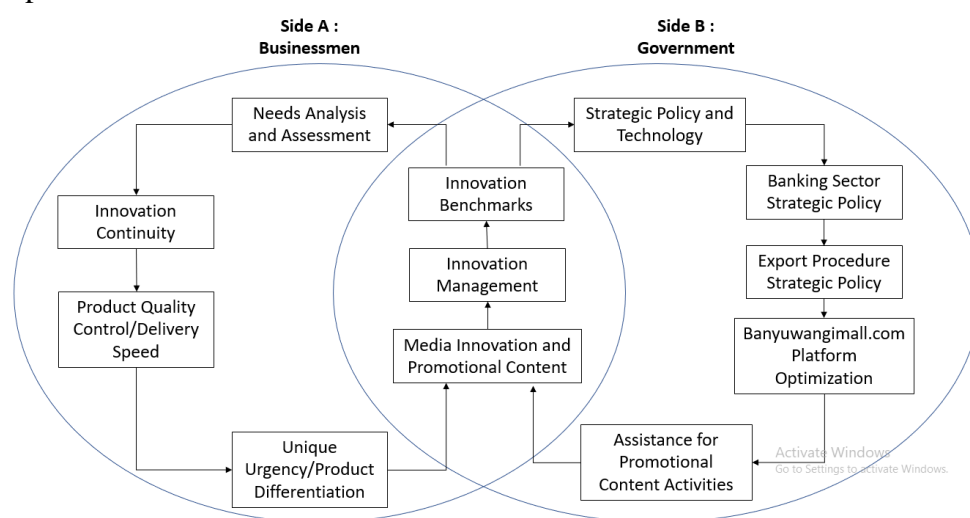 Side A :
Businessmen
Side B :
Government
Needs Analysis
and Assessment
Strategic Policy and
Technology
Innovation
Benchmarks
Banking Sector
Strategic Policy
Innovation
Continuity
Innovation
Management
Export Procedure
Strategic Policy
Product Quality
Control/Delivery
Speed
Media Innovation and
Promotional Content
Banyuwangimall.com
Platform
Optimization
Unique
Urgency/Product
Differentiation
Assistance for
Promotional
Content Activities
Activate Windows
Go to Settings to activate Windows.